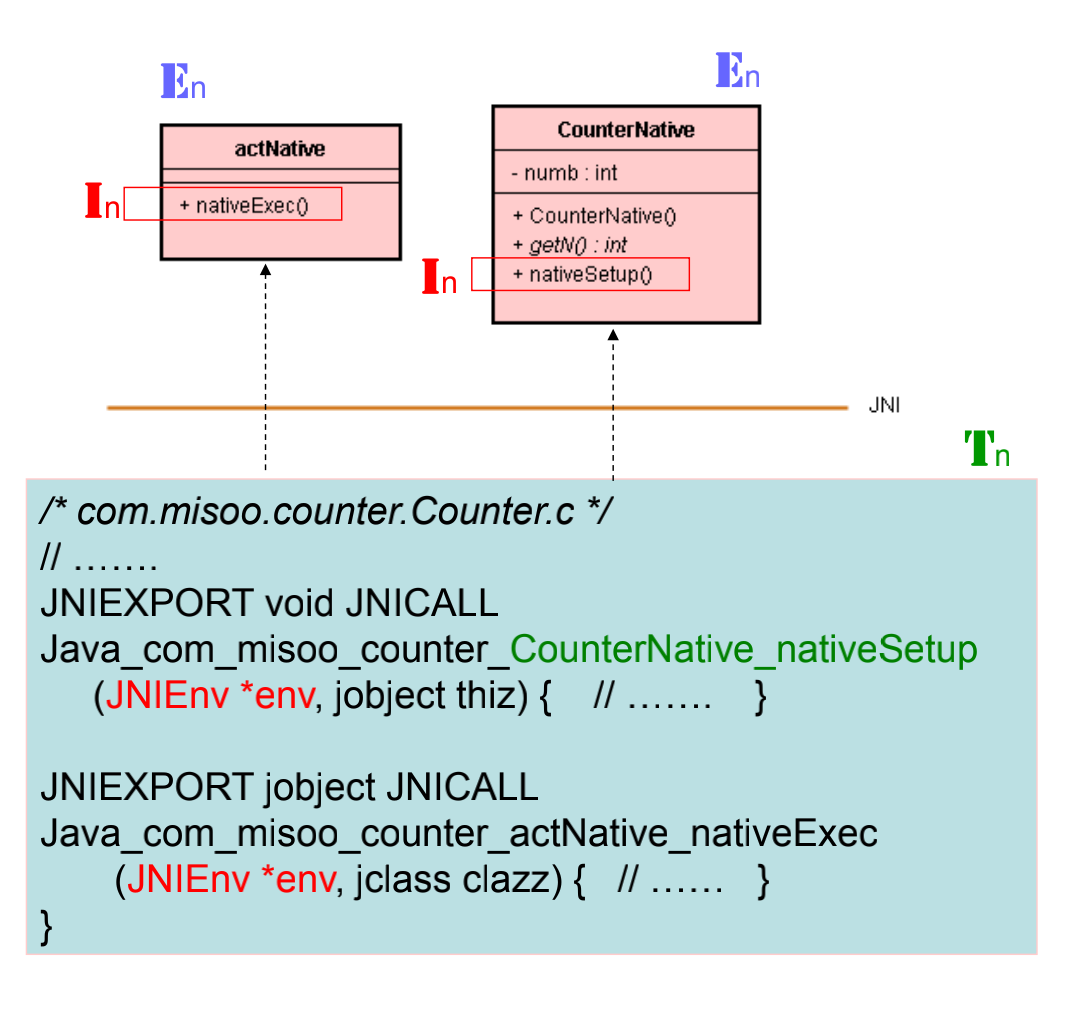 En
En
actNative
CounterNative
- numb : int
In
+ nativeExec()
+ CounterNative()
+ getN() : int
In
+ nativeSetup()
JNI
Tn
/* com.misoo.counter.Counter.c */
// …….
JNIEXPORT void JNICALL
Java_com_misoo_counter_CounterNative_nativeSetup
(JNIEnv *env, jobject thiz) { // ……. }
JNIEXPORT jobject JNICALL
Java_com_misoo_counter_actNative_nativeExec
(JNIEnv *env, jclass clazz) { // …… }
}